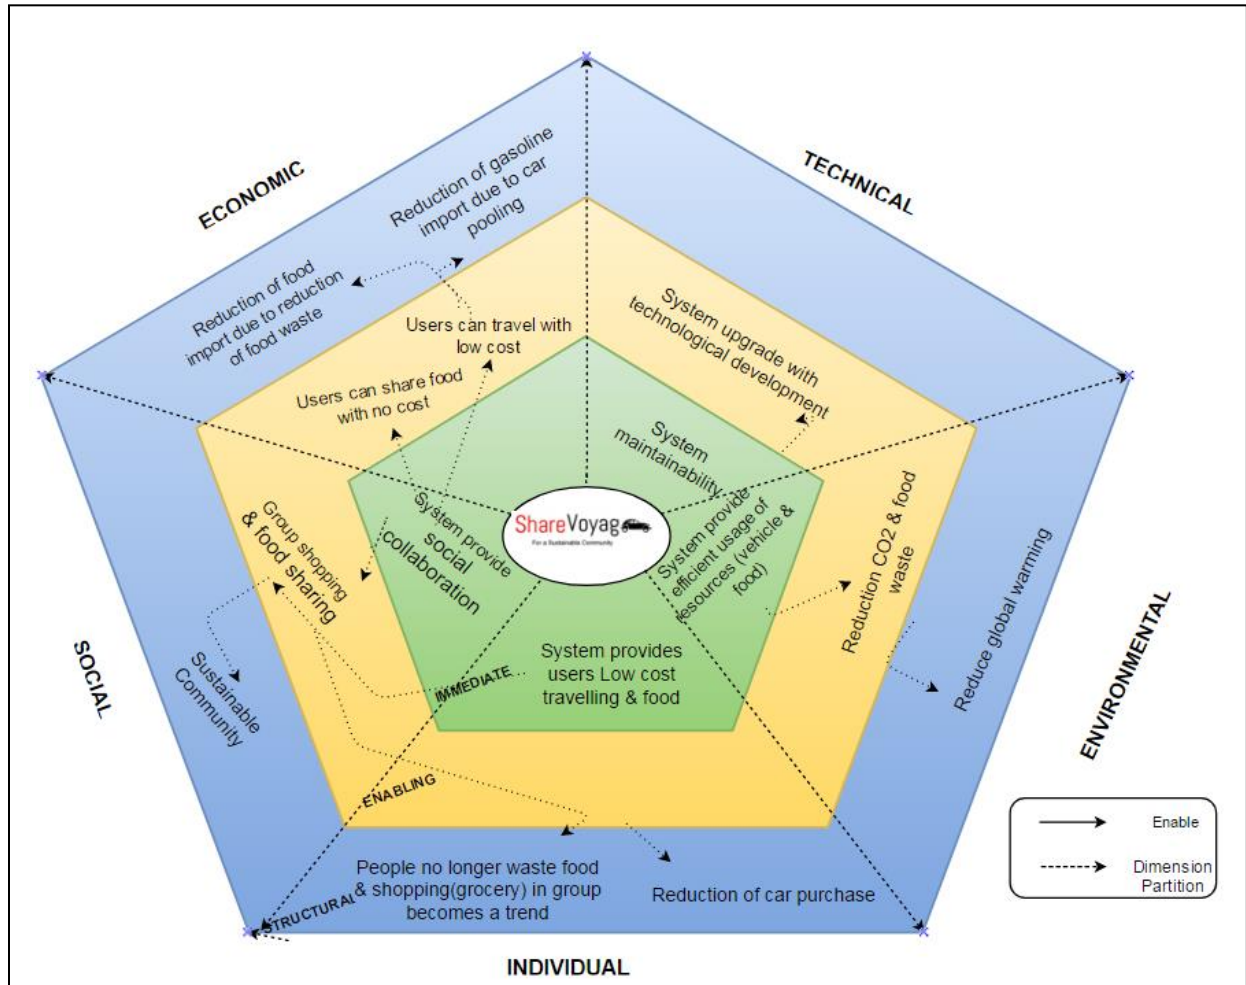 ECONOMIC
TECHNICAL
Reduction of gasoline
import due to car
pooling
Reduction of food
import due to reduction
of food waste
Users can travel with
low cost
Users can share food
with no cost
System upgrade with
technological development
System
maintainability
System provide
efficient usage of
resources (vehicle &
food)
ShareVoyag
For a Sustainable Community
System provide
social
collaboration
Group shopping
& food sharing
Reduction CO2 & food
waste
Reduce global warming
SOCIAL
Sustainable
Community
System provides
users Low cost
travelling & food
IMMEDIATE
ENVIRONMENTAL
ENABLING
People no longer waste food
& shopping(grocery) in group
becomes a trend
Reduction of car purchase
STRUCTURAL
INDIVIDUAL
Enable
Dimension
Partition